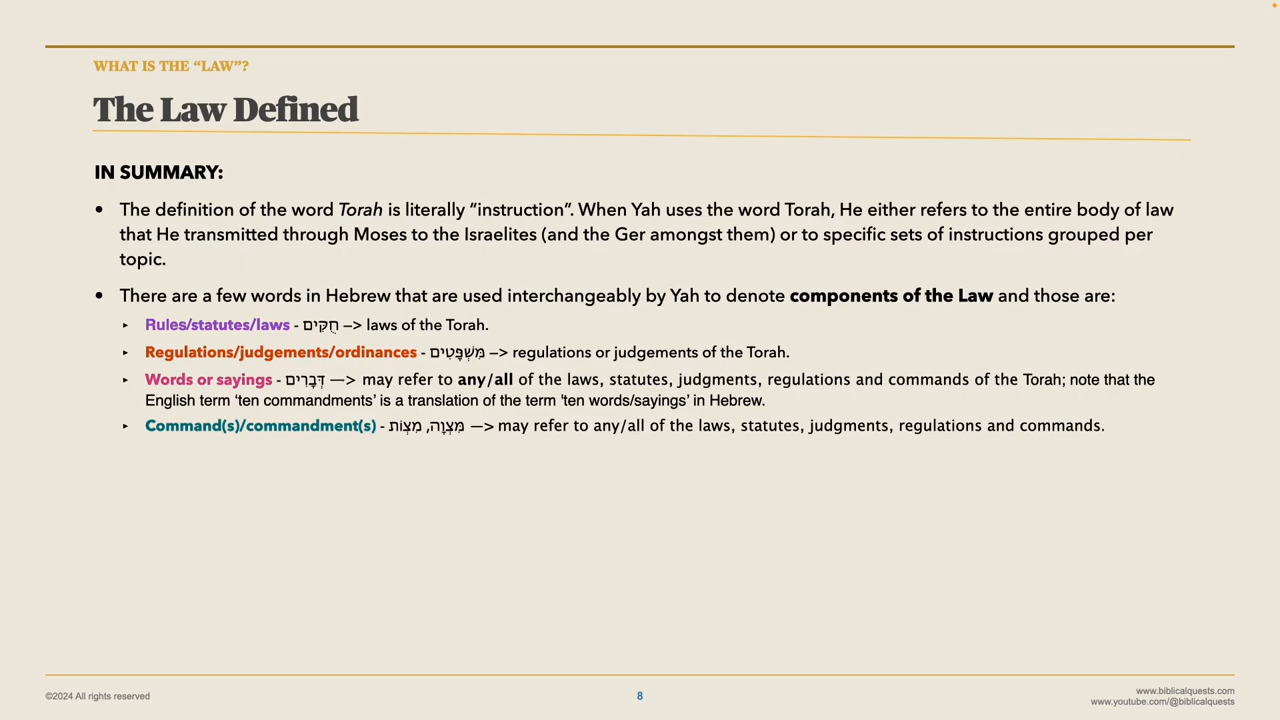 WHAT IS THE “LAW”?
The Law Defined
IN SUMMARY:
• The definition of the word Torah is literally “instruction”. When Yah uses the word Torah, He either refers to the entire body of law
that He transmitted through Moses to the Israelites (and the Ger amongst them) or to specific sets of instructions grouped per
topic.
• There are a few words in Hebrew that are used interchangeably by Yah to denote components of the Law and those are:
‣ Rules/statutes/laws - חֻקִּים –> laws of the Torah.
‣ Regulations/judgements/ordinances - מִּשְׁפָּטִים –> regulations or judgements of the Torah.
‣ Words or sayings - דְּבָרִים —> may refer to any/all of the laws, statutes, judgments, regulations and commands of the Torah; note that the
English term ‘ten commandments’ is a translation of the term ‘ten words/sayings’ in Hebrew.
‣ Command(s)/commandment(s) - מִּצְוָה, מִצְוֹת —> may refer to any/all of the laws, statutes, judgments, regulations and commands.
©2024 All rights reserved
8
www.biblicalquests.com
www.youtube.com/@biblicalquests